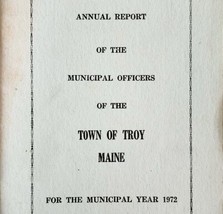 ANNUAL REPORT
OF THE
MUNICIPAL OFFICERS
OF THE
TOWN OF TROY
MAINE
FOR THE MUNICIPAL YEAR 1972